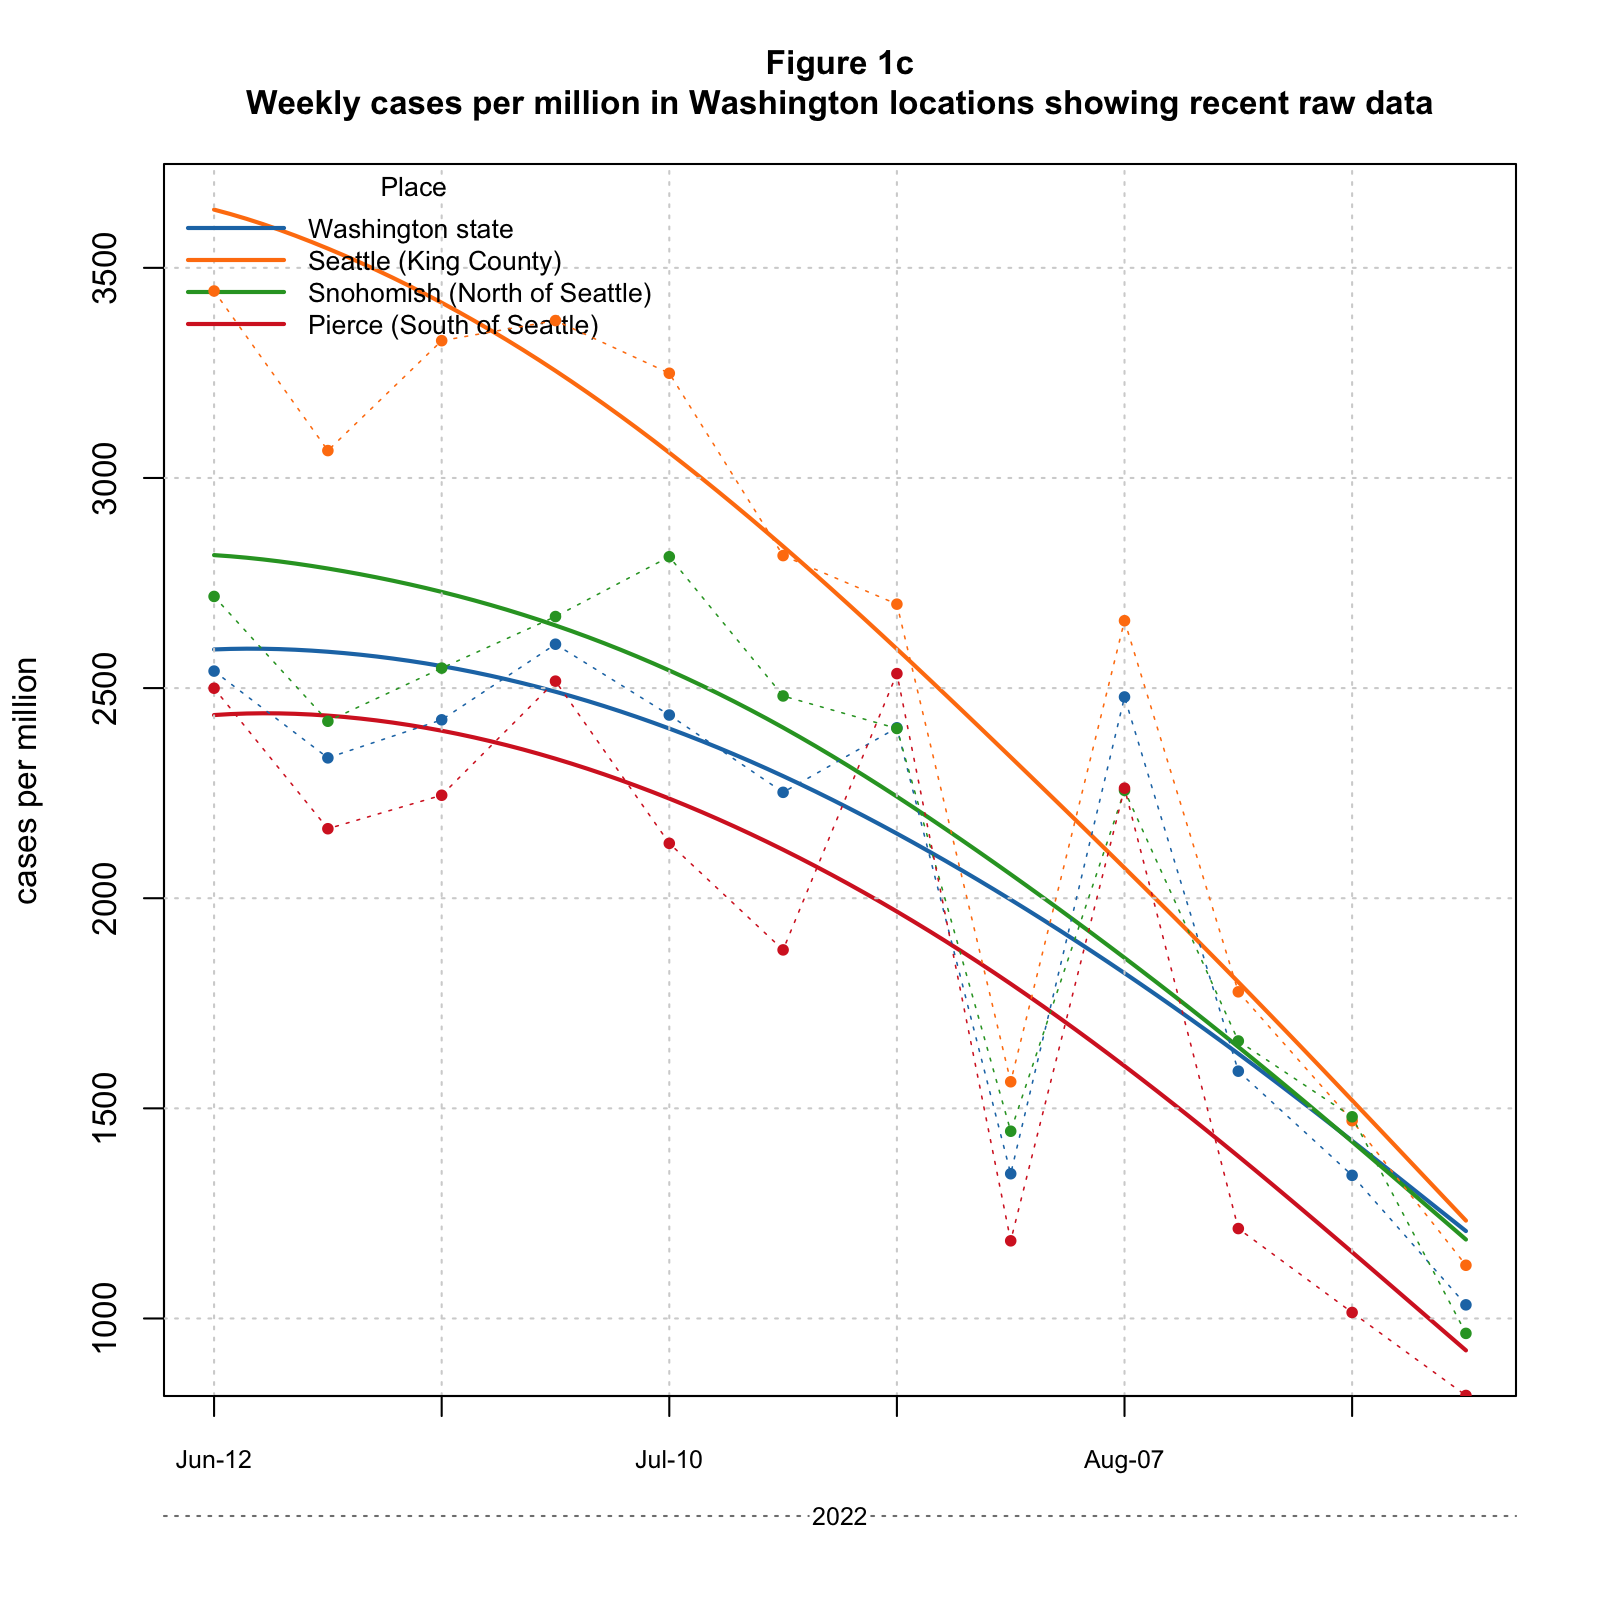 Figure 1c
Weekly cases per million in Washington locations showing recent raw data
Place
Washington state
Seattle (King County)
Snohomish (North of Seattle)
Pierce (South of Seattle)
cases per million
3500
3000
2500
2000
1500
1000
Jun-12
Jul-10
Aug-07
2022